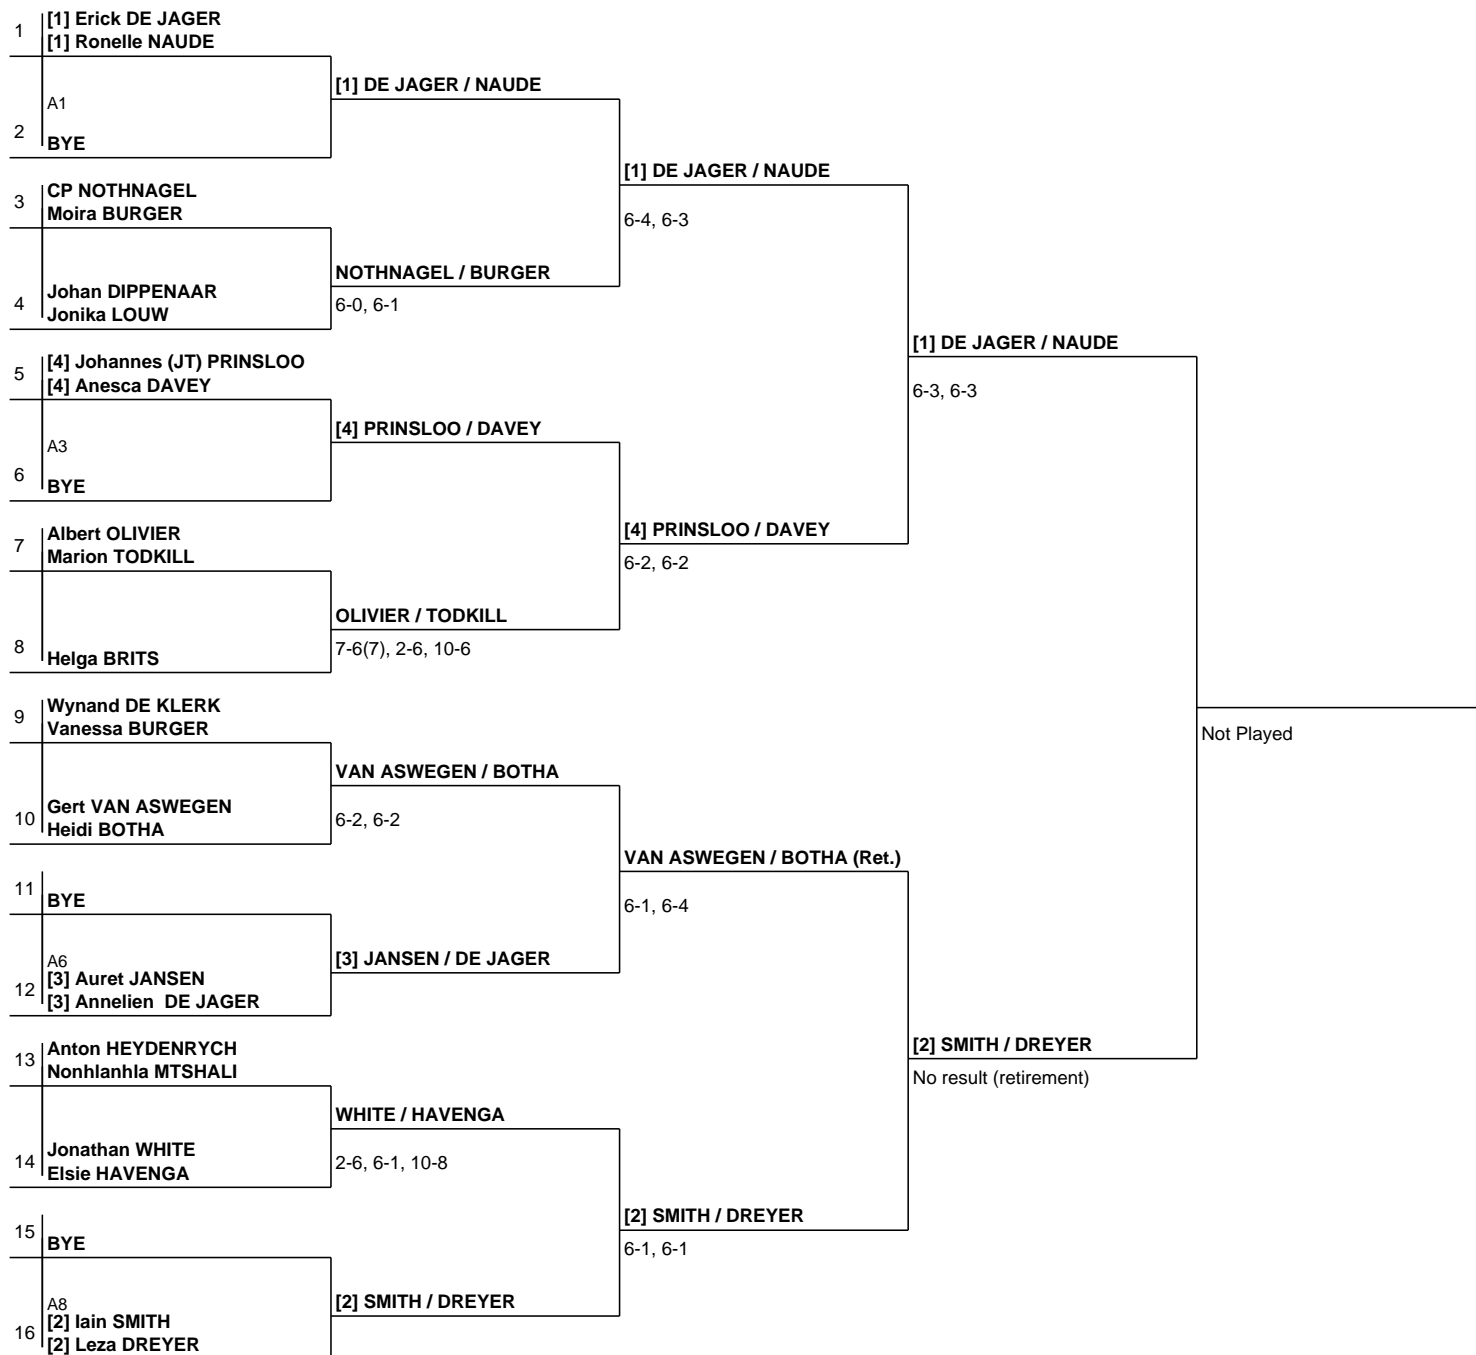 1
[1] Erick DE JAGER
[1] Ronelle NAUDE
[1] DE JAGER / NAUDE
A1
2
BYE
[1] DE JAGER / NAUDE
6-4, 6-3
3
CP NOTHNAGEL
Moira BURGER
NOTHNAGEL / BURGER
6-0, 6-1
4
Johan DIPPENAAR
Jonika LOUW
[1] DE JAGER / NAUDE
6-3, 6-3
5
[4] Johannes (JT) PRINSLOO
[4] Anesca DAVEY
[4] PRINSLOO / DAVEY
A3
6
BYE
[4] PRINSLOO / DAVEY
6-2, 6-2
7
Albert OLIVIER
Marion TODKILL
OLIVIER / TODKILL
7-6(7), 2-6, 10-6
8
Helga BRITS
Not Played
9
Wynand DE KLERK
Vanessa BURGER
VAN ASWEGEN / BOTHA
6-2, 6-2
10
Gert VAN ASWEGEN
Heidi BOTHA
VAN ASWEGEN / BOTHA (Ret.)
6-1, 6-4
11
BYE
[3] JANSEN / DE JAGER
A6
12
[3] Auret JANSEN
[3] Annelien  DE JAGER
[2] SMITH / DREYER
No result (retirement)
13
Anton HEYDENRYCH
Nonhlanhla MTSHALI
WHITE / HAVENGA
2-6, 6-1, 10-8
14
Jonathan WHITE
Elsie HAVENGA
[2] SMITH / DREYER
6-1, 6-1
15
BYE
[2] SMITH / DREYER
A8
16
[2] Iain SMITH
[2] Leza DREYER